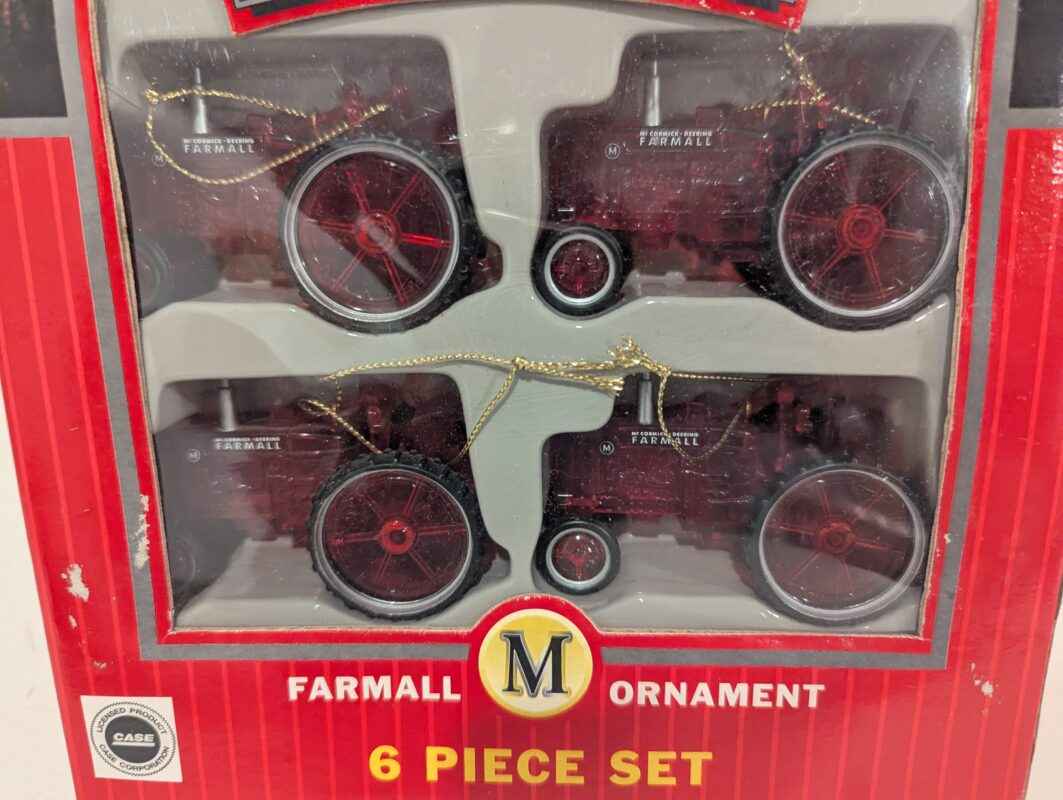 McCORMICK-DEERING
FARMALL
M
McCORMICK-DEERING
FARMALL
M
McCORMICK-DEERING
FARMALL
M
McCORMICK-DEERING
FARMALL
M
FARMALL M ORNAMENT
6 PIECE SET
LICENSED PRODUCT
CASE
CASE CORPORATION